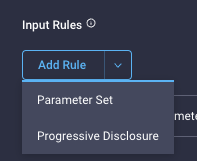 Input Rules
Add Rule
Parameter Set
Progressive Disclosure